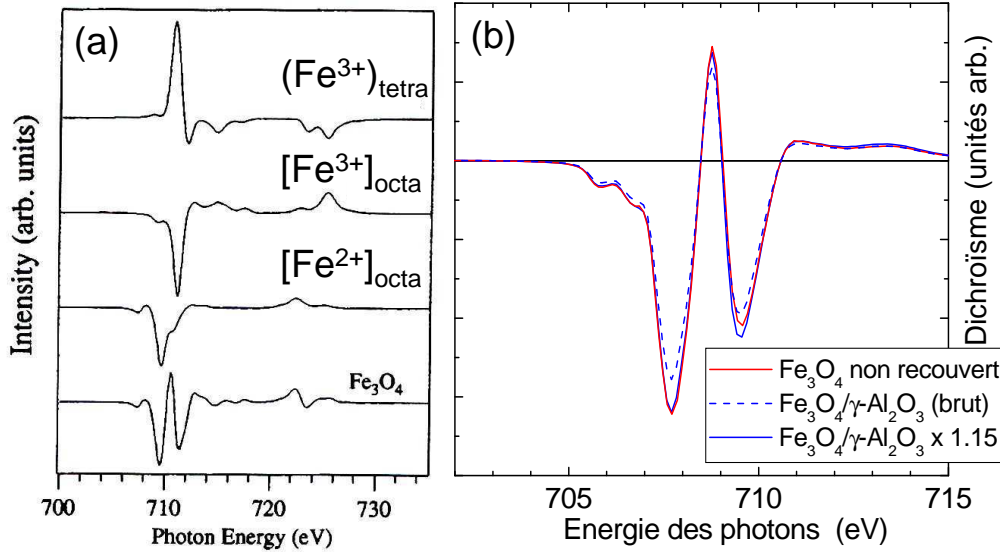 (a)
(Fe³⁺)tetra
[Fe³⁺]octa
[Fe²⁺]octa
Fe₃O₄
Intensity (arb. units)
700 710 720 730
Photon Energy (eV)
(b)
Dichroïsme (unités arb.)
Fe₃O₄ non recouvert
Fe₃O₄/γ-Al₂O₃ (brut)
Fe₃O₄/γ-Al₂O₃ x 1.15
705 710 715
Energie des photons (eV)